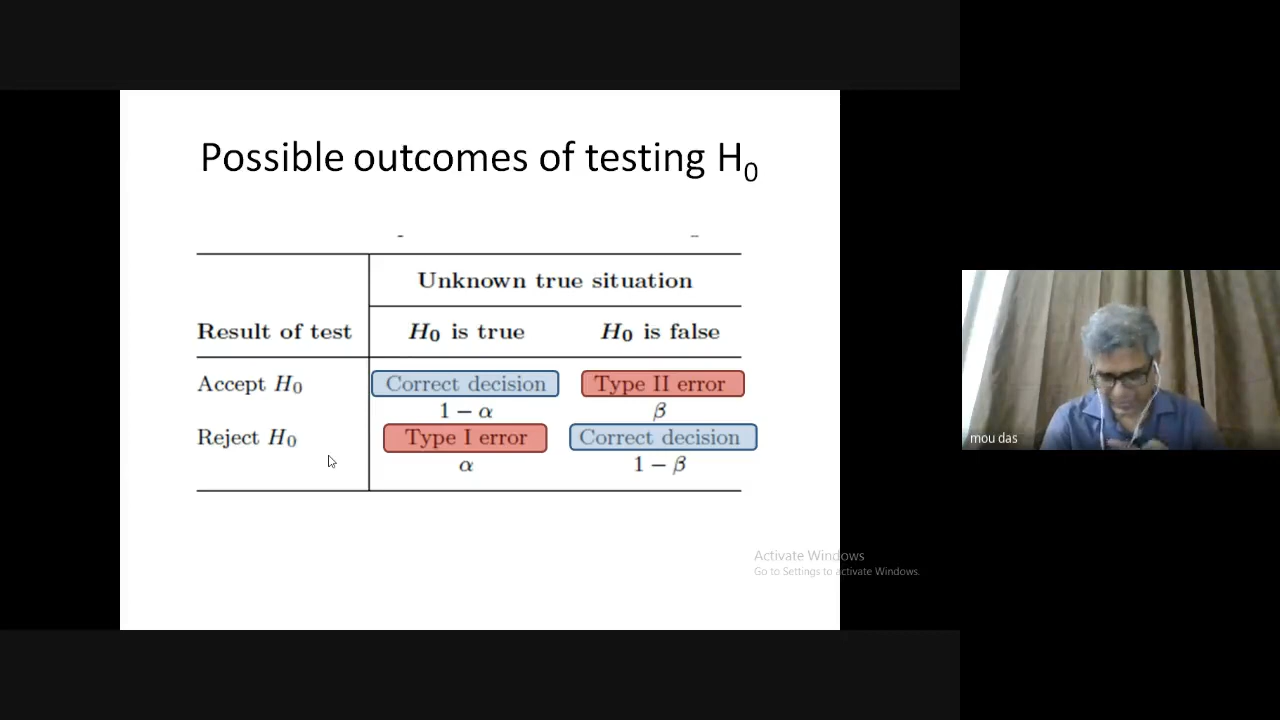 Possible outcomes of testing H₀
Unknown true situation
Result of test H₀ is true H₀ is false
Accept H₀ Correct decision Type II error
1 − α β
Reject H₀ Type I error Correct decision
α 1 − β
mou das
Activate Windows
Go to Settings to activate Windows.